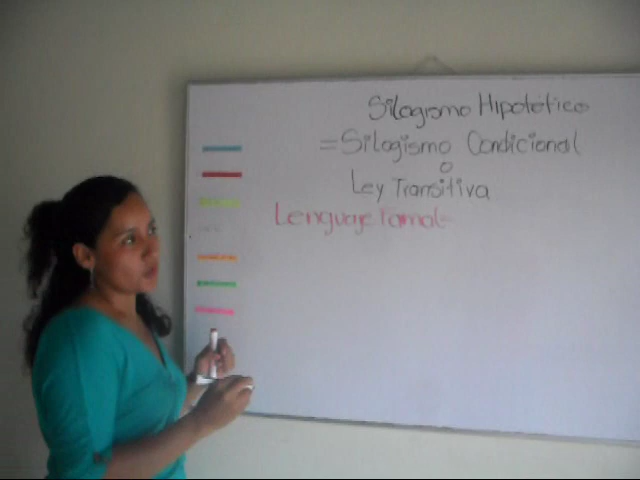 Silogismo Hipotético
=Silogismo Condicional
o
Ley Transitiva
Lenguaje Formal